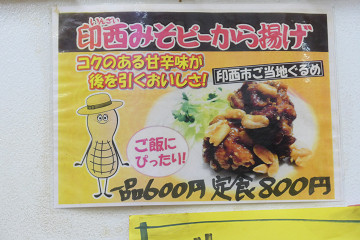 いんざい
印西みそピーから揚げ
コクのある甘辛味が
後を引くおいしさ!
印西市ご当地ぐるめ
ご飯に
ぴったり!
品600円 定食800円